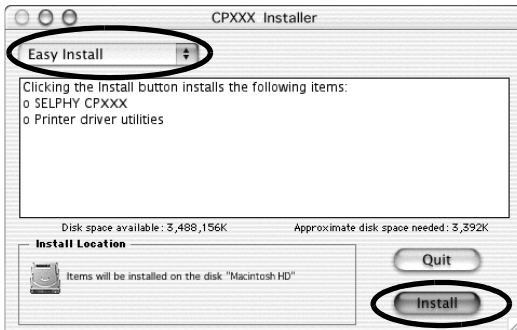 CPXXX Installer
Easy Install
Clicking the Install button installs the following items:
o SELPHY CPXXX
o Printer driver utilities
Disk space available: 3,488,156K Approximate disk space needed: 3,392K
Install Location
Items will be installed on the disk "Macintosh HD"
Quit
Install